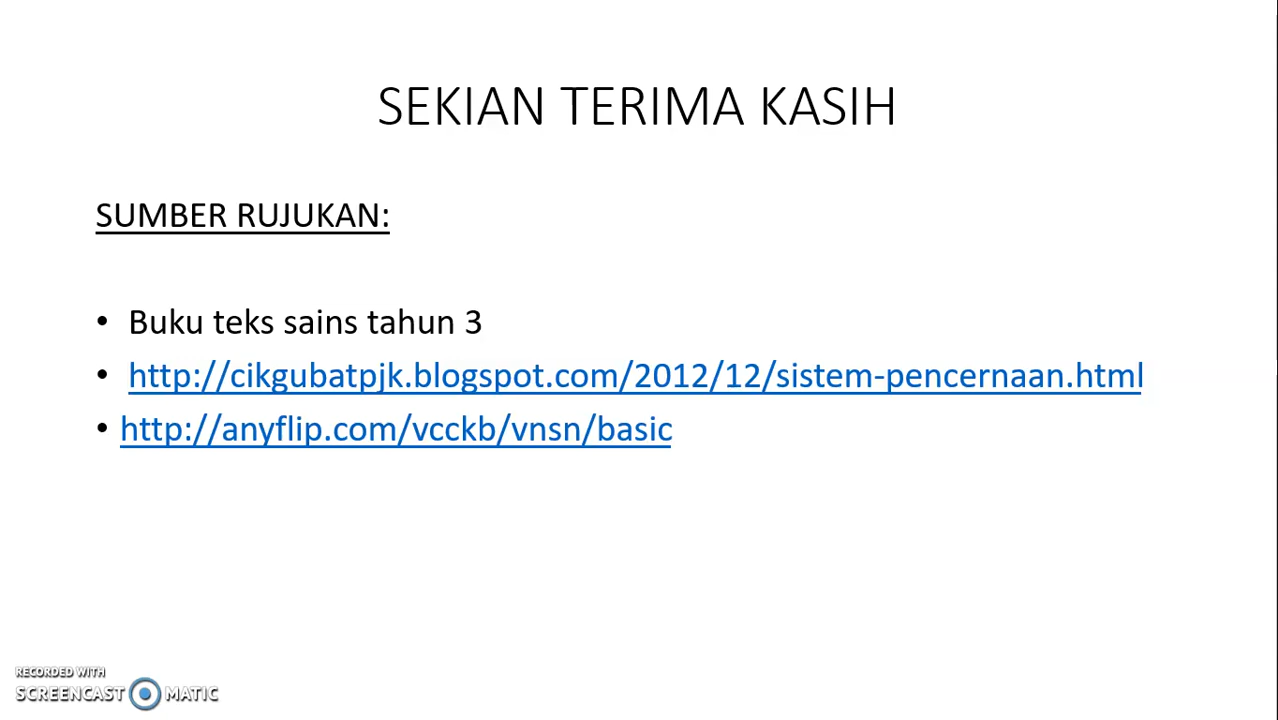 SEKIAN TERIMA KASIH
SUMBER RUJUKAN:
• Buku teks sains tahun 3
• http://cikgubatpjk.blogspot.com/2012/12/sistem-pencernaan.html
• http://anyflip.com/vcckb/vnsn/basic
RECORDED WITH
SCREENCAST MATIC